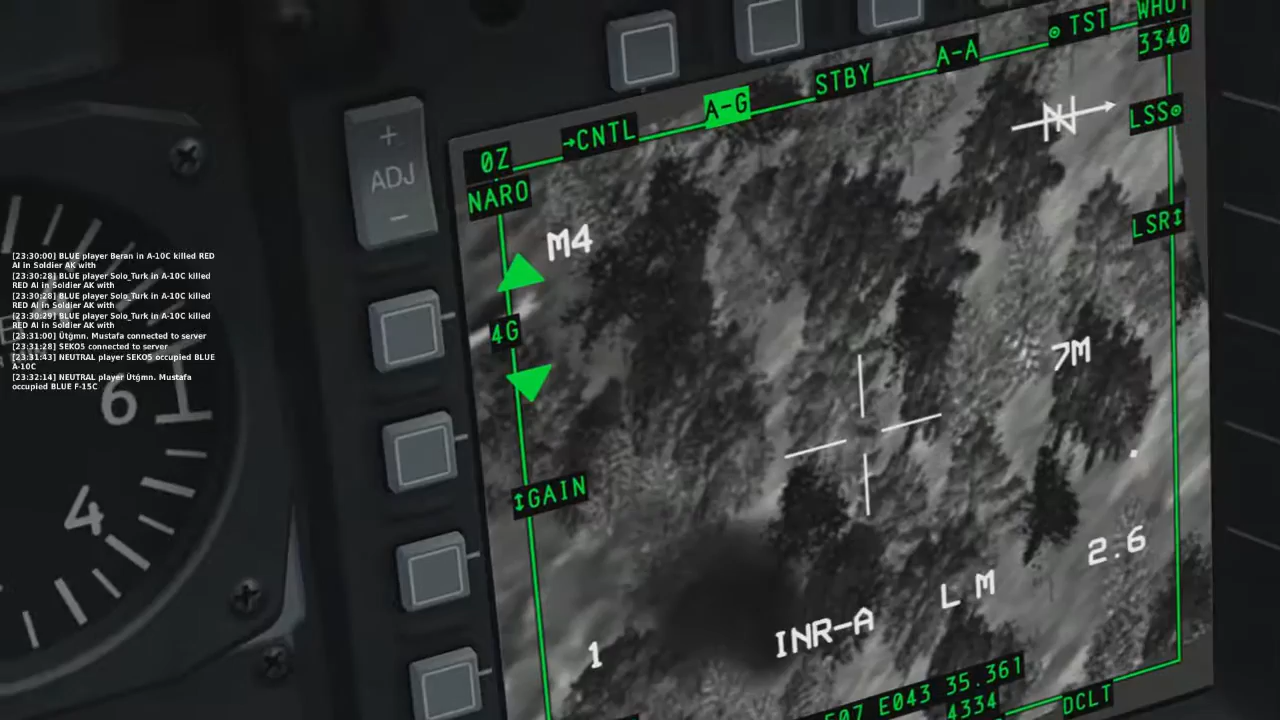 WHOT
3340
TST
A-A
STBY
A-G
→CNTL
0Z
NARO
LSS
LSR↕
+
ADJ
-
M4
4G
7M
↕GAIN
2.6
L M
INR-A
1
E043 35.361
4334
DCLT
[23:30:00] BLUE player Beran in A-10C killed RED
AI in Soldier AK with
[23:30:28] BLUE player Solo_Turk in A-10C killed
RED AI in Soldier AK with
[23:30:28] BLUE player Solo_Turk in A-10C killed
RED AI in Soldier AK with
[23:30:29] BLUE player Solo_Turk in A-10C killed
RED AI in Soldier AK with
[23:31:00] Ütğmn. Mustafa connected to server
[23:31:28] SEKO5 connected to server
[23:31:43] NEUTRAL player SEKO5 occupied BLUE
A-10C
[23:32:14] NEUTRAL player Ütğmn. Mustafa
occupied BLUE F-15C
6
4